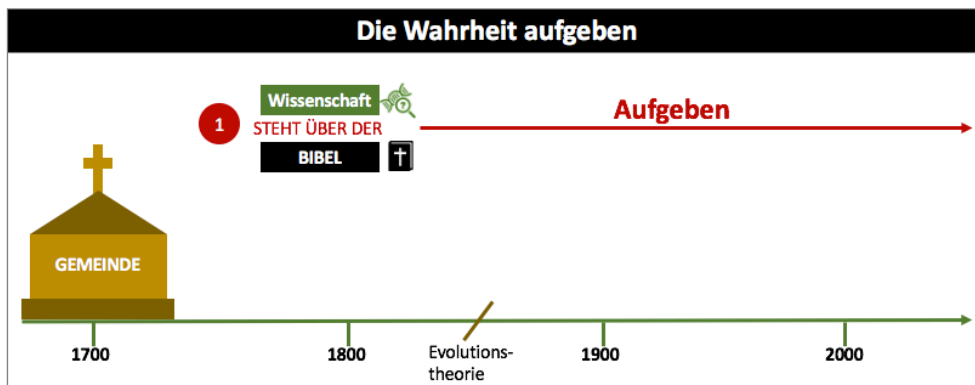 Die Wahrheit aufgeben
Wissenschaft
?
1
STEHT ÜBER DER
Aufgeben
BIBEL
GEMEINDE
1700
1800
Evolutions-
theorie
1900
2000